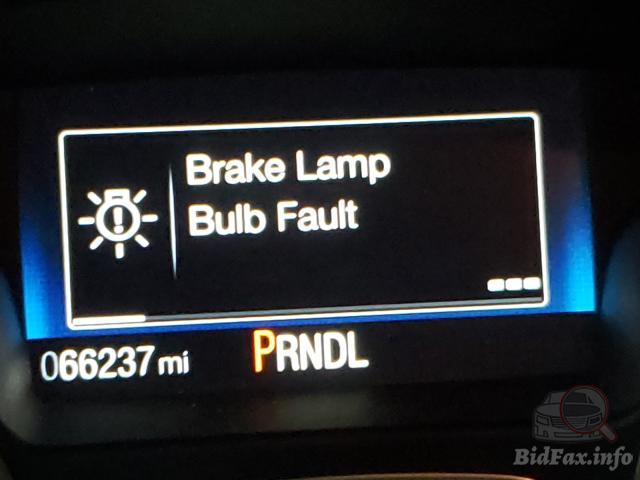 Brake Lamp
Bulb Fault
066237 mi PRNDL
BidFax.info